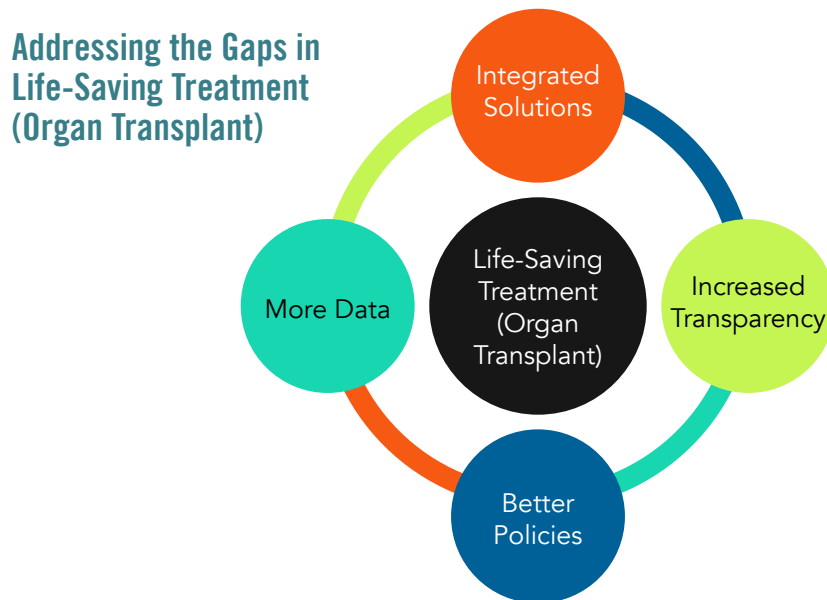 Addressing the Gaps in
Life-Saving Treatment
(Organ Transplant)
Integrated
Solutions
More Data
Life-Saving
Treatment
(Organ
Transplant)
Increased
Transparency
Better
Policies